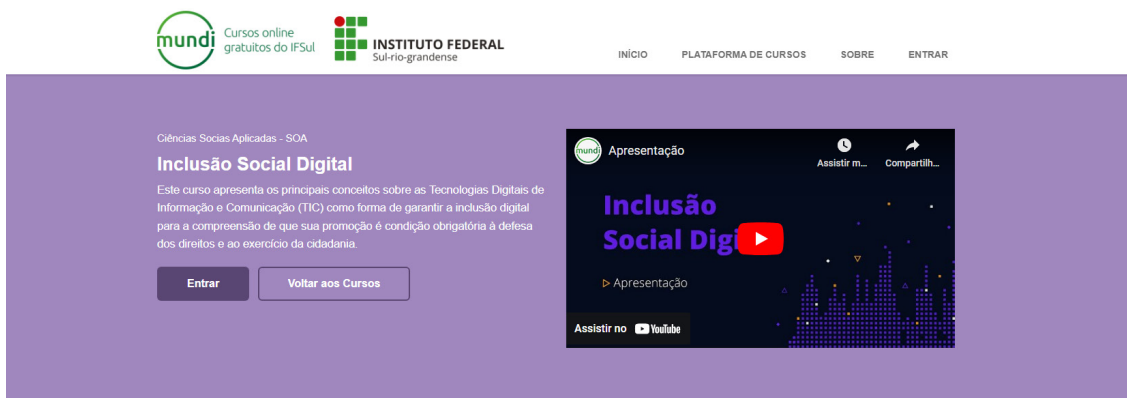 mundi
Cursos online
gratuitos do IFSul
INSTITUTO FEDERAL
Sul-rio-grandense
INÍCIO
PLATAFORMA DE CURSOS
SOBRE
ENTRAR
Ciências Socias Aplicadas - SOA
Inclusão Social Digital
Este curso apresenta os principais conceitos sobre as Tecnologias Digitais de
Informação e Comunicação (TIC) como forma de garantir a inclusão digital
para a compreensão de que sua promoção é condição obrigatória à defesa
dos direitos e ao exercício da cidadania.
Entrar
Voltar aos Cursos
mundi
Apresentação
Assistir m...
Compartilh...
Inclusão
Social Digi
Apresentação
Assistir no YouTube